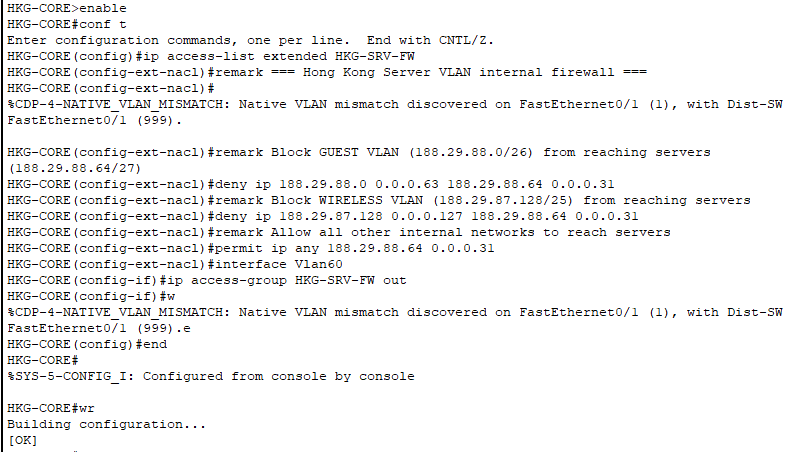 HKG-CORE>enable
HKG-CORE#conf t
Enter configuration commands, one per line.  End with CNTL/Z.
HKG-CORE(config)#ip access-list extended HKG-SRV-FW
HKG-CORE(config-ext-nacl)#remark === Hong Kong Server VLAN internal firewall ===
HKG-CORE(config-ext-nacl)#
%CDP-4-NATIVE_VLAN_MISMATCH: Native VLAN mismatch discovered on FastEthernet0/1 (1), with Dist-SW
FastEthernet0/1 (999).
HKG-CORE(config-ext-nacl)#remark Block GUEST VLAN (188.29.88.0/26) from reaching servers
(188.29.88.64/27)
HKG-CORE(config-ext-nacl)#deny ip 188.29.88.0 0.0.0.63 188.29.88.64 0.0.0.31
HKG-CORE(config-ext-nacl)#remark Block WIRELESS VLAN (188.29.87.128/25) from reaching servers
HKG-CORE(config-ext-nacl)#deny ip 188.29.87.128 0.0.0.127 188.29.88.64 0.0.0.31
HKG-CORE(config-ext-nacl)#remark Allow all other internal networks to reach servers
HKG-CORE(config-ext-nacl)#permit ip any 188.29.88.64 0.0.0.31
HKG-CORE(config-ext-nacl)#interface Vlan60
HKG-CORE(config-if)#ip access-group HKG-SRV-FW out
HKG-CORE(config-if)#w
%CDP-4-NATIVE_VLAN_MISMATCH: Native VLAN mismatch discovered on FastEthernet0/1 (1), with Dist-SW
FastEthernet0/1 (999).e
HKG-CORE(config)#end
HKG-CORE#
%SYS-5-CONFIG_I: Configured from console by console
HKG-CORE#wr
Building configuration...
[OK]